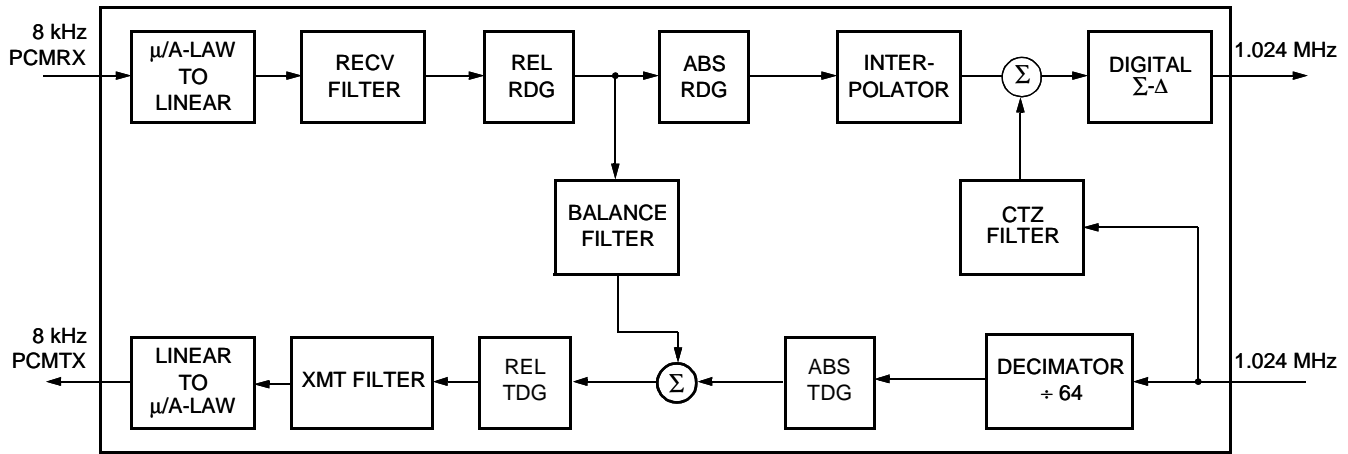 8 kHz
PCMRX
μ/A-LAW
TO
LINEAR
RECV
FILTER
REL
RDG
ABS
RDG
INTER-
POLATOR
Σ
DIGITAL
Σ-Δ
1.024 MHz
BALANCE
FILTER
CTZ
FILTER
8 kHz
PCMTX
LINEAR
TO
μ/A-LAW
XMT FILTER
REL
TDG
Σ
ABS
TDG
DECIMATOR
÷ 64
1.024 MHz